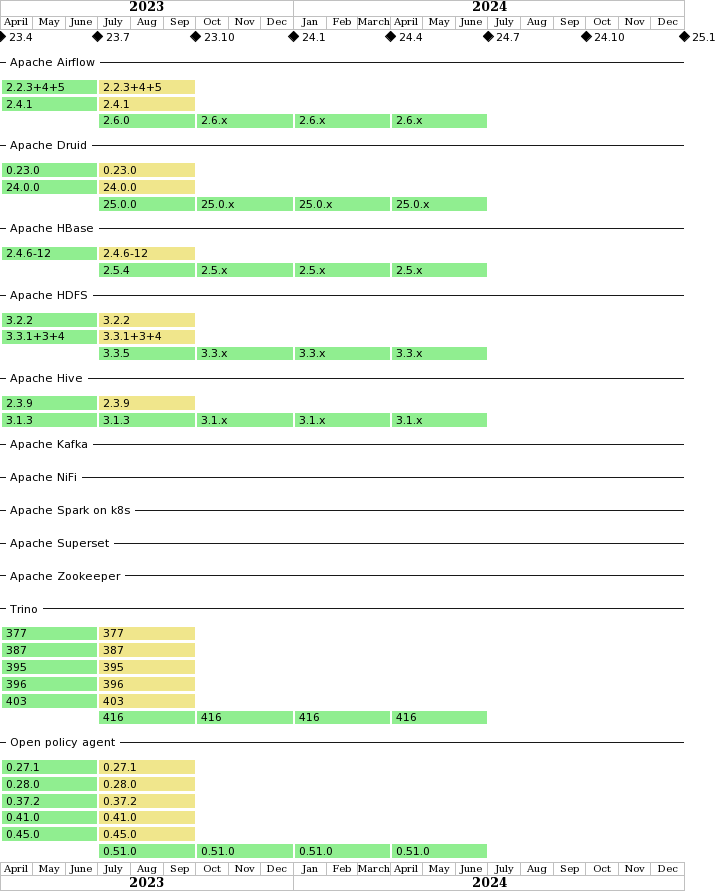 2023 2024
April May June July Aug Sep Oct Nov Dec Jan Feb March April May June July Aug Sep Oct Nov Dec
23.4 23.7 23.10 24.1 24.4 24.7 24.10 25.1
Apache Airflow
2.2.3+4+5 2.2.3+4+5
2.4.1 2.4.1
2.6.0 2.6.x 2.6.x 2.6.x
Apache Druid
0.23.0 0.23.0
24.0.0 24.0.0
25.0.0 25.0.x 25.0.x 25.0.x
Apache HBase
2.4.6-12 2.4.6-12
2.5.4 2.5.x 2.5.x 2.5.x
Apache HDFS
3.2.2 3.2.2
3.3.1+3+4 3.3.1+3+4
3.3.5 3.3.x 3.3.x 3.3.x
Apache Hive
2.3.9 2.3.9
3.1.3 3.1.3 3.1.x 3.1.x 3.1.x
Apache Kafka
Apache NiFi
Apache Spark on k8s
Apache Superset
Apache Zookeeper
Trino
377 377
387 387
395 395
396 396
403 403
416 416 416 416
Open policy agent
0.27.1 0.27.1
0.28.0 0.28.0
0.37.2 0.37.2
0.41.0 0.41.0
0.45.0 0.45.0
0.51.0 0.51.0 0.51.0 0.51.0
April May June July Aug Sep Oct Nov Dec Jan Feb March April May June July Aug Sep Oct Nov Dec
2023 2024